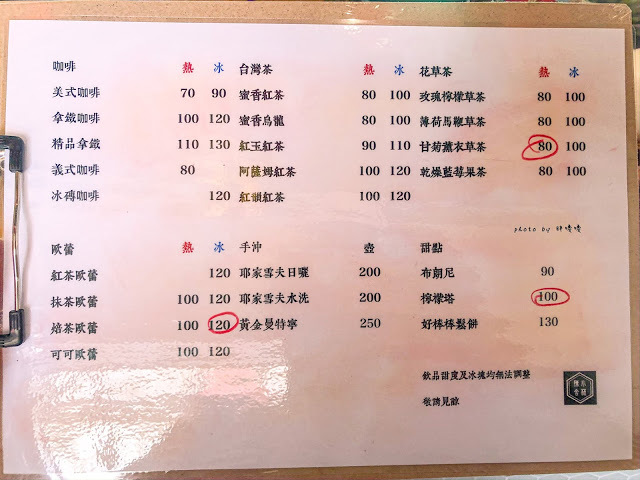 咖啡 熱 冰 台灣茶 熱 冰 花草茶 熱 冰
美式咖啡 70 90 蜜香紅茶 80 100 玫瑰檸檬草茶 80 100
拿鐵咖啡 100 120 蜜香烏龍 80 100 薄荷馬鞭草茶 80 100
精品拿鐵 110 130 紅玉紅茶 90 110 甘菊薰衣草茶 80 100
義式咖啡 80 阿薩姆紅茶 100 120 乾燥藍莓果茶 80 100
冰磚咖啡 120 紅韻紅茶 100 120
photo by 胖嘍嘍
歐蕾 熱 冰 手沖 壺 甜點
紅茶歐蕾 120 耶家雪夫日曬 200 布朗尼 90
抹茶歐蕾 100 120 耶家雪夫水洗 200 檸檬塔 100
焙茶歐蕾 100 120 黃金曼特寧 250 好棒棒鬆餅 130
可可歐蕾 100 120
飲品甜度及冰塊均無法調整
敬請見諒